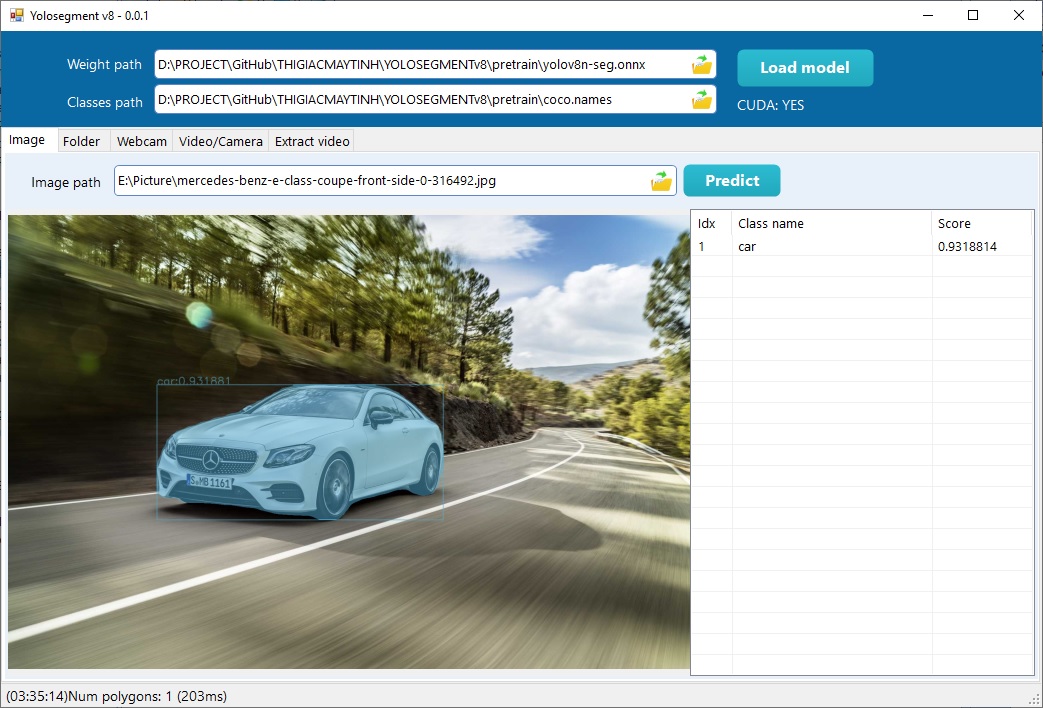 Yolosegment v8 - 0.0.1
Weight path D:\PROJECT\GitHub\THIGIACMAYTINH\YOLOSEGMENTv8\pretrain\yolov8n-seg.onnx Load model
Classes path D:\PROJECT\GitHub\THIGIACMAYTINH\YOLOSEGMENTv8\pretrain\coco.names CUDA: YES
Image Folder Webcam Video/Camera Extract video
Image path E:\Picture\mercedes-benz-e-class-coupe-front-side-0-316492.jpg Predict
Idx Class name Score
1 car 0.9318814
car:0.931881
S MB 1161
(03:35:14)Num polygons: 1 (203ms)